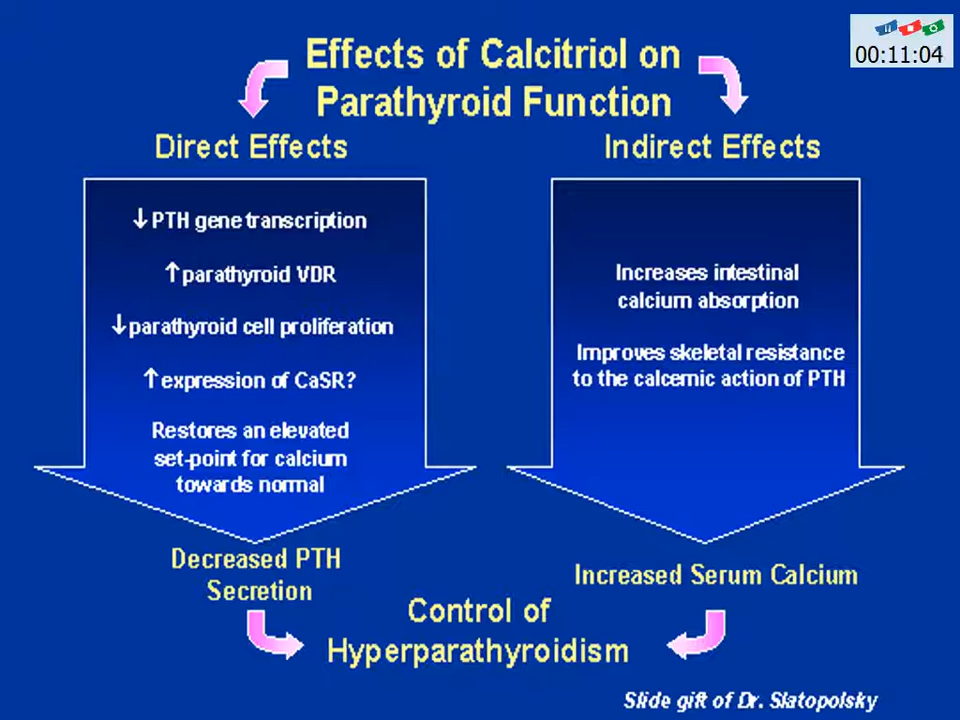 00:11:04
Effects of Calcitriol on
Parathyroid Function
Direct Effects
↓PTH gene transcription
↑parathyroid VDR
↓parathyroid cell proliferation
↑expression of CaSR?
Restores an elevated
set-point for calcium
towards normal
Decreased PTH
Secretion
Indirect Effects
Increases intestinal
calcium absorption
Improves skeletal resistance
to the calcemic action of PTH
Increased Serum Calcium
Control of
Hyperparathyroidism
Slide gift of Dr. Slatopolsky